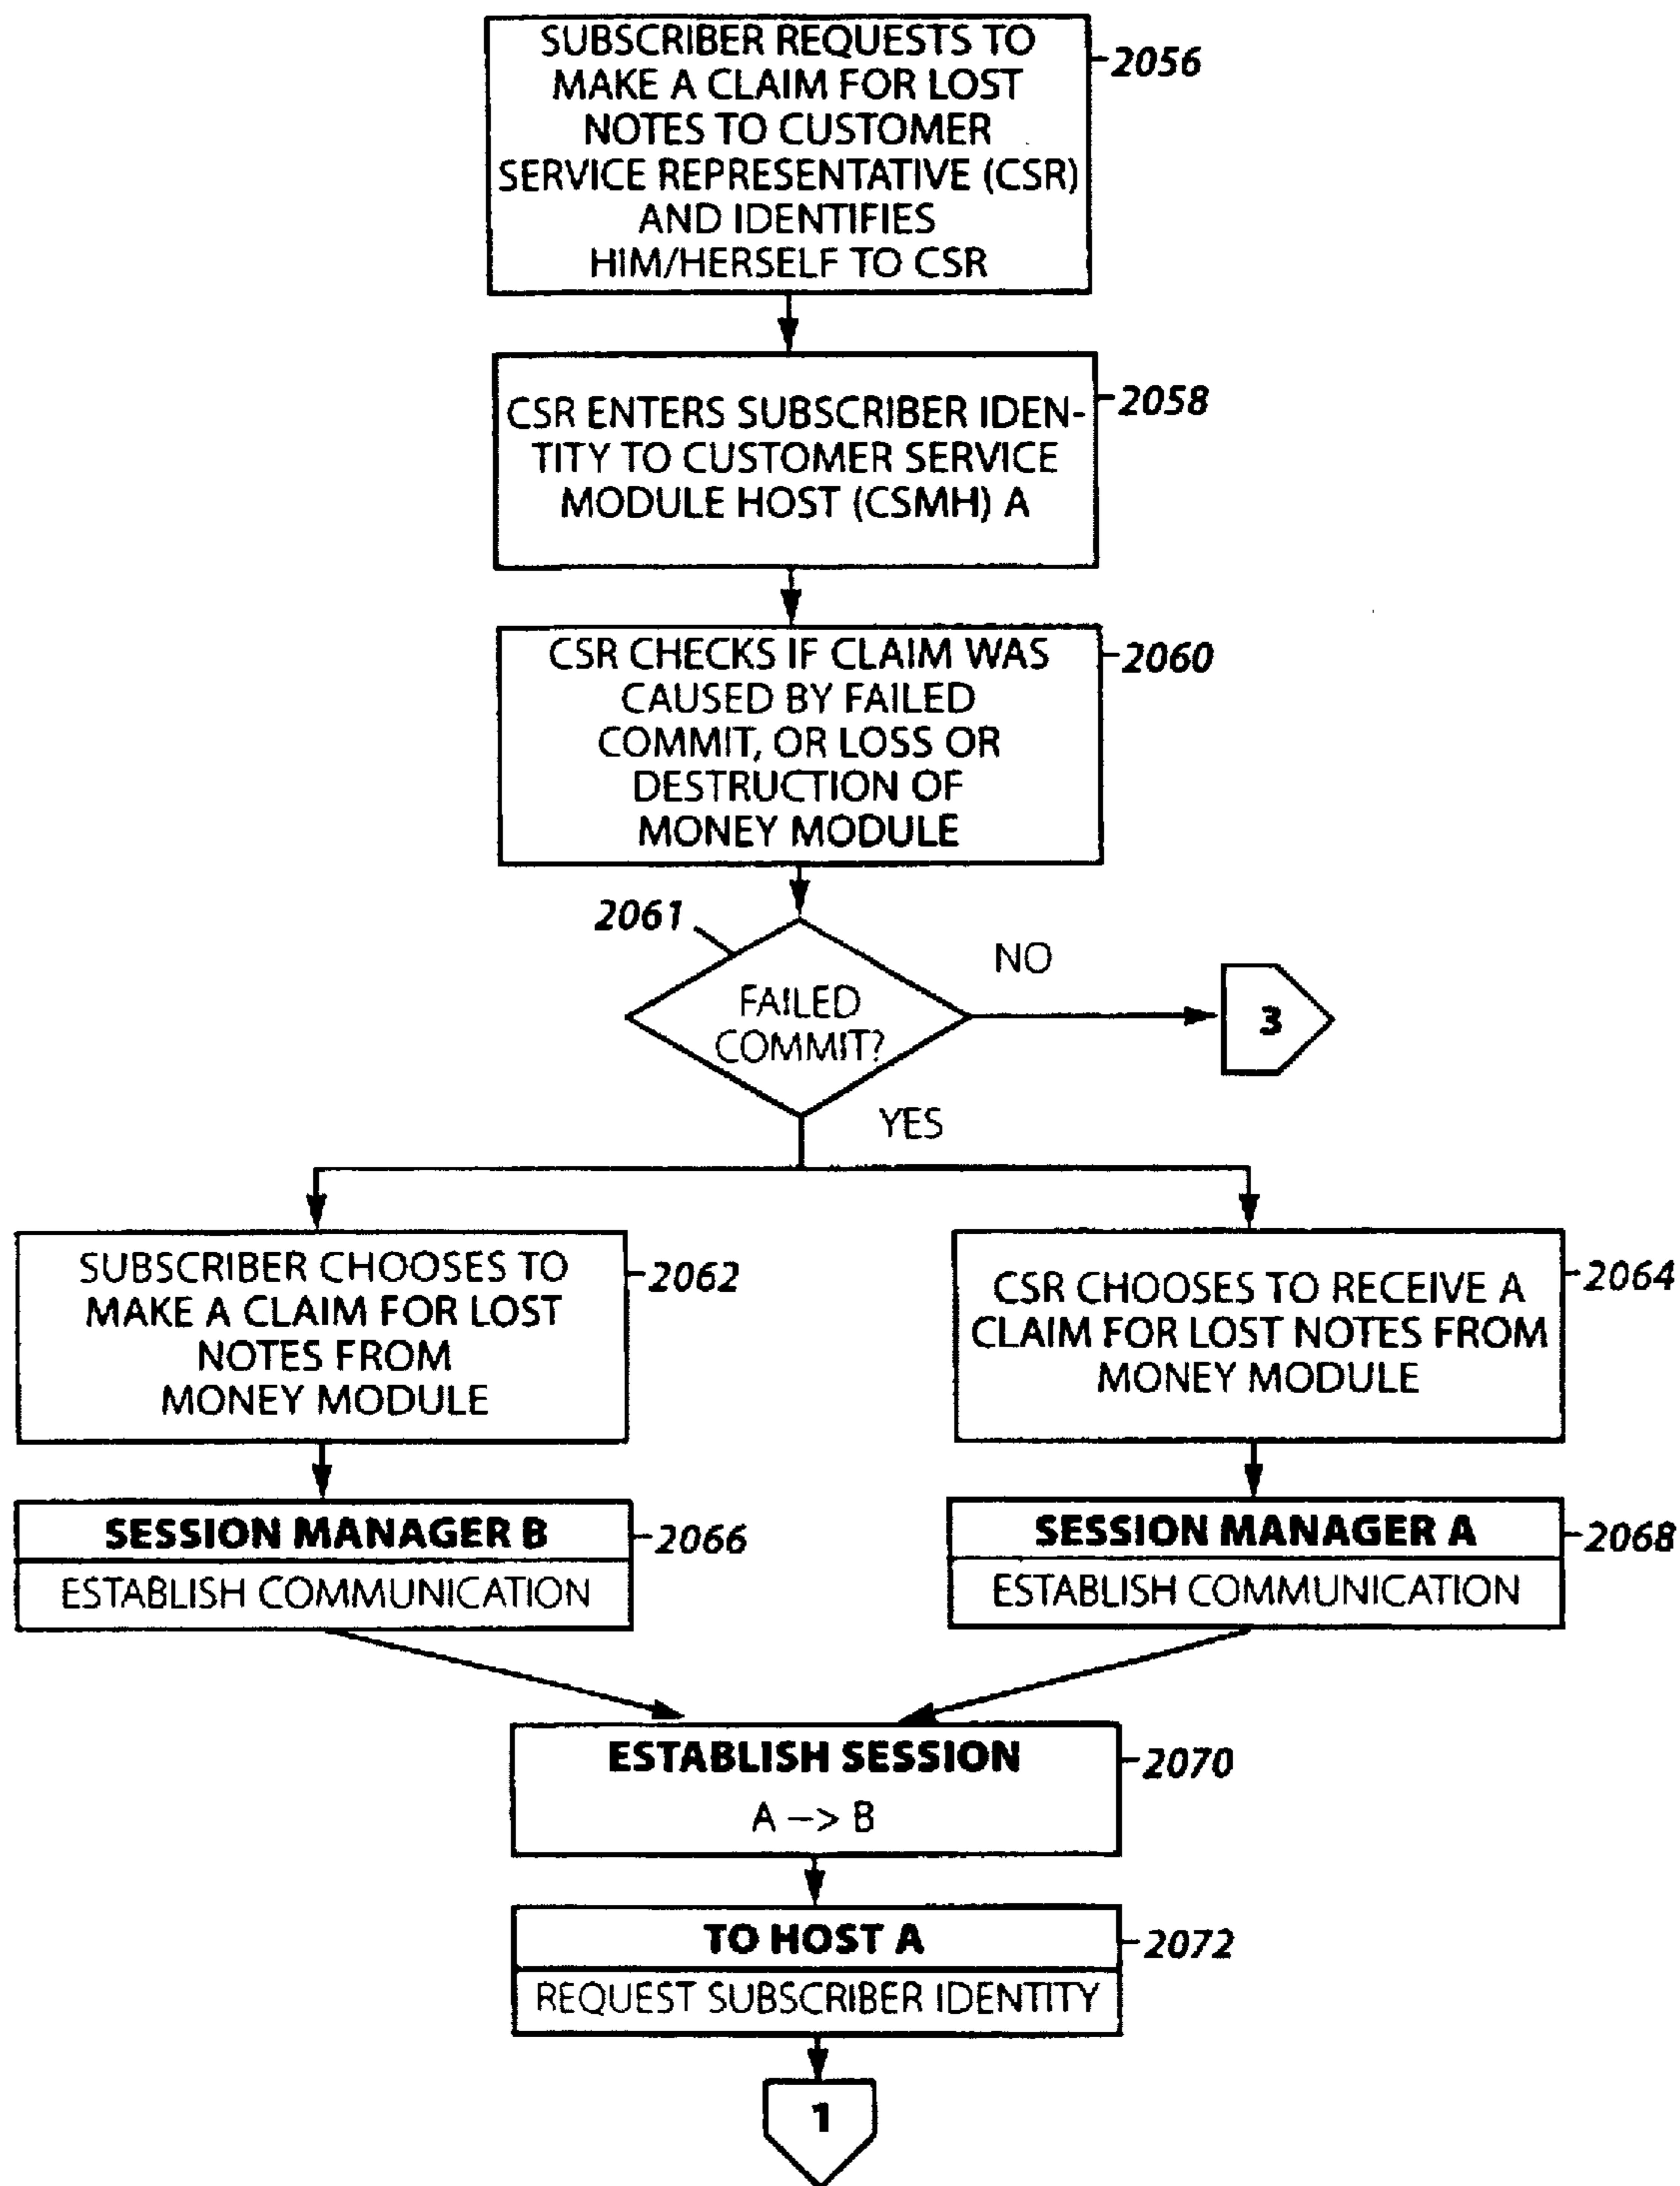 SUBSCRIBER REQUESTS TO
MAKE A CLAIM FOR LOST
NOTES TO CUSTOMER
SERVICE REPRESENTATIVE (CSR)
AND IDENTIFIES
HIM/HERSELF TO CSR
2056
CSR ENTERS SUBSCRIBER IDEN-
TITY TO CUSTOMER SERVICE
MODULE HOST (CSMH) A
2058
CSR CHECKS IF CLAIM WAS
CAUSED BY FAILED
COMMIT, OR LOSS OR
DESTRUCTION OF
MONEY MODULE
2060
2061
FAILED
COMMIT?
NO
3
YES
SUBSCRIBER CHOOSES TO
MAKE A CLAIM FOR LOST
NOTES FROM
MONEY MODULE
2062
CSR CHOOSES TO RECEIVE A
CLAIM FOR LOST NOTES FROM
MONEY MODULE
2064
SESSION MANAGER B
ESTABLISH COMMUNICATION
2066
SESSION MANAGER A
ESTABLISH COMMUNICATION
2068
ESTABLISH SESSION
A --> B
2070
TO HOST A
REQUEST SUBSCRIBER IDENTITY
2072
1